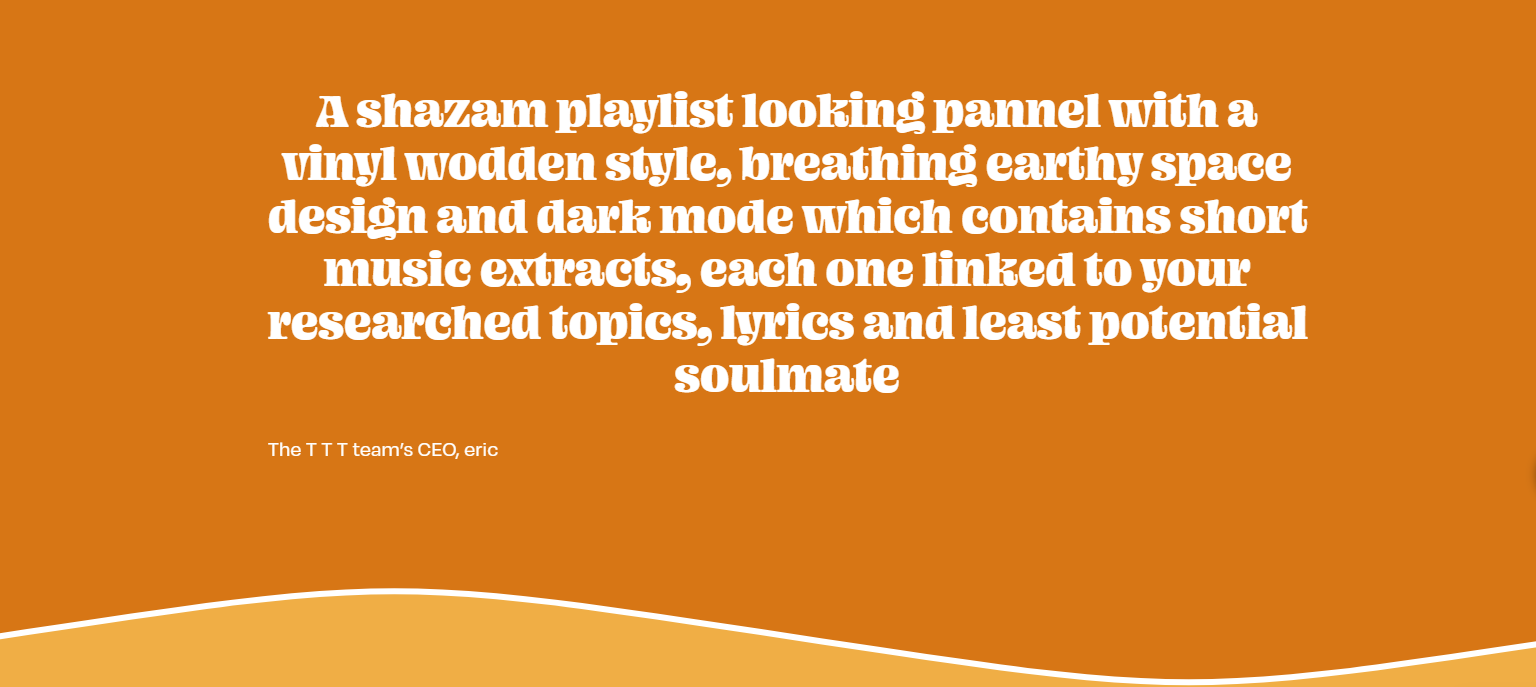 A shazam playlist looking pannel with a
vinyl wodden style, breathing earthy space
design and dark mode which contains short
music extracts, each one linked to your
researched topics, lyrics and least potential
soulmate
The T T T team's CEO, eric